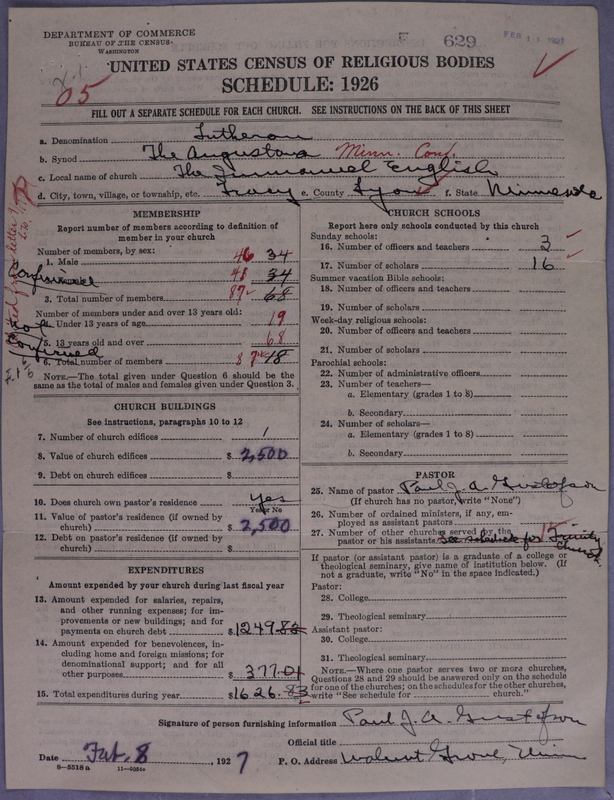 DEPARTMENT OF COMMERCE
BUREAU OF THE CENSUS
WASHINGTON
629
FEB 11 1927
UNITED STATES CENSUS OF RELIGIOUS BODIES
SCHEDULE: 1926
05
FILL OUT A SEPARATE SCHEDULE FOR EACH CHURCH. SEE INSTRUCTIONS ON THE BACK OF THIS SHEET
a. Denomination Lutheran
b. Synod The Augustana Minn. Conf.
c. Local name of church The Immanuel English
d. City, town, village, or township, etc. Tracy e. County Lyon f. State Minnesota
MEMBERSHIP
Report number of members according to definition of
member in your church
Number of members, by sex:
1. Male 46 34
Confirmed 41 34
3. Total number of members 87 68
Number of members under and over 13 years old:
Under 13 years of age 19
5. 13 years old and over 68
Confirmed
6. Total number of members 87
NOTE.—The total given under Question 6 should be the
same as the total of males and females given under Question 3.
CHURCH BUILDINGS
See instructions, paragraphs 10 to 12
7. Number of church edifices 1
8. Value of church edifices $ 2,500
9. Debt on church edifices $
10. Does church own pastor's residence yes
Yes or No
11. Value of pastor's residence (if owned by
church) $ 2,500
12. Debt on pastor's residence (if owned by
church) $
EXPENDITURES
Amount expended by your church during last fiscal year
13. Amount expended for salaries, repairs,
and other running expenses; for im-
provements or new buildings; and for
payments on church debt $ 1249.82
14. Amount expended for benevolences, in-
cluding home and foreign missions; for
denominational support; and for all
other purposes $ 377.01
15. Total expenditures during year $ 1626.83
CHURCH SCHOOLS
Report here only schools conducted by this church
Sunday schools:
16. Number of officers and teachers 2
17. Number of scholars 16
Summer vacation Bible schools:
18. Number of officers and teachers
19. Number of scholars
Week-day religious schools:
20. Number of officers and teachers
21. Number of scholars
Parochial schools:
22. Number of administrative officers
23. Number of teachers—
a. Elementary (grades 1 to 8)
b. Secondary
24. Number of scholars—
a. Elementary (grades 1 to 8)
b. Secondary
PASTOR
25. Name of pastor Paul J. A. Gustafson
(If church has no pastor, write "None")
26. Number of ordained ministers, if any, em-
ployed as assistant pastors
27. Number of other churches served by the
pastor or his assistants See schedule for Trinity
Church
If pastor (or assistant pastor) is a graduate of a college or
theological seminary, give name of institution below. (If
not a graduate, write "No" in the space indicated.)
Pastor:
28. College
29. Theological seminary
Assistant pastor:
30. College
31. Theological seminary
NOTE.—Where one pastor serves two or more churches,
Questions 28 and 29 should be answered only on the schedule
for one of the churches; on the schedules for the other churches,
write "See schedule for church."
Signature of person furnishing information Paul J. A. Gustafson
Official title
Date Feb. 8, 1927 P. O. Address Walnut Grove, Minn
8-5518a